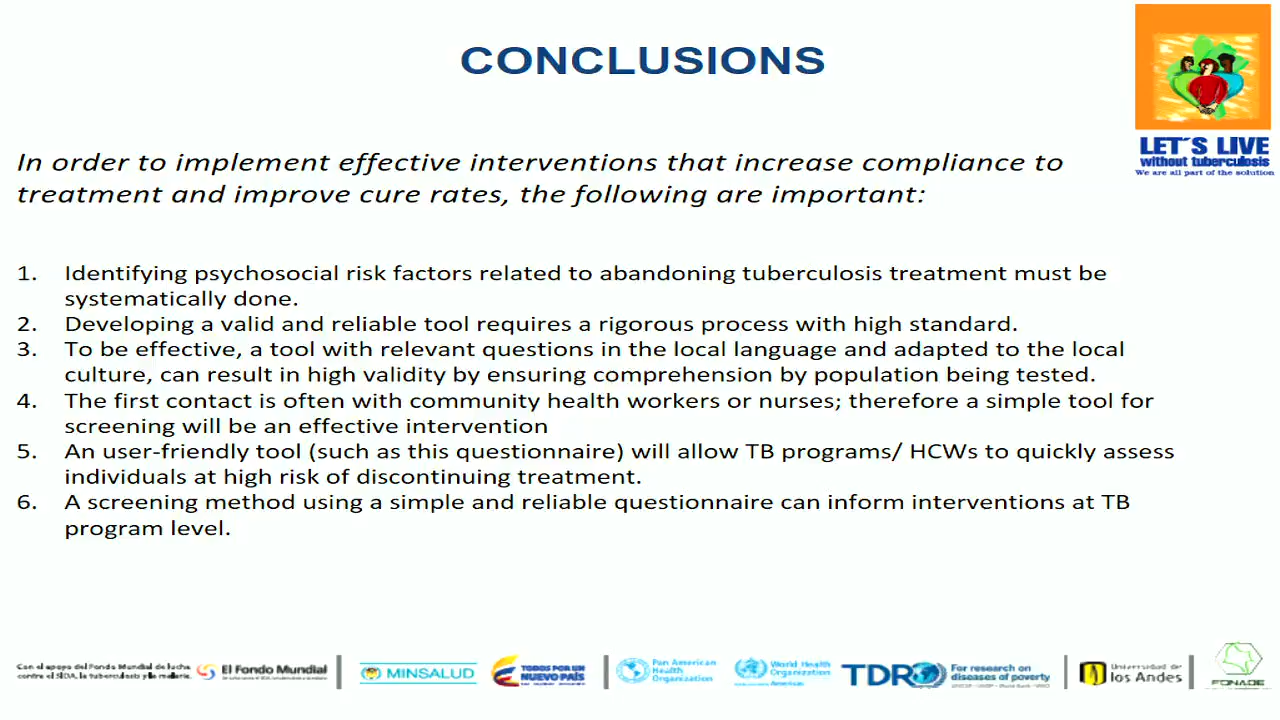 CONCLUSIONS
LET´S LIVE
without tuberculosis
We are all part of the solution
In order to implement effective interventions that increase compliance to
treatment and improve cure rates, the following are important:
1. Identifying psychosocial risk factors related to abandoning tuberculosis treatment must be
systematically done.
2. Developing a valid and reliable tool requires a rigorous process with high standard.
3. To be effective, a tool with relevant questions in the local language and adapted to the local
culture, can result in high validity by ensuring comprehension by population being tested.
4. The first contact is often with community health workers or nurses; therefore a simple tool for
screening will be an effective intervention
5. An user-friendly tool (such as this questionnaire) will allow TB programs/ HCWs to quickly assess
individuals at high risk of discontinuing treatment.
6. A screening method using a simple and reliable questionnaire can inform interventions at TB
program level.
Con el apoyo del Fondo Mundial de lucha
contra el SIDA, la tuberculosis y la malaria.
El Fondo Mundial
MINSALUD
TODOS POR UN
NUEVO PAÍS
Pan American
Health
Organization
World Health
Organization
Americas
TDR
For research on
diseases of poverty
Universidad de
los Andes
FONADE